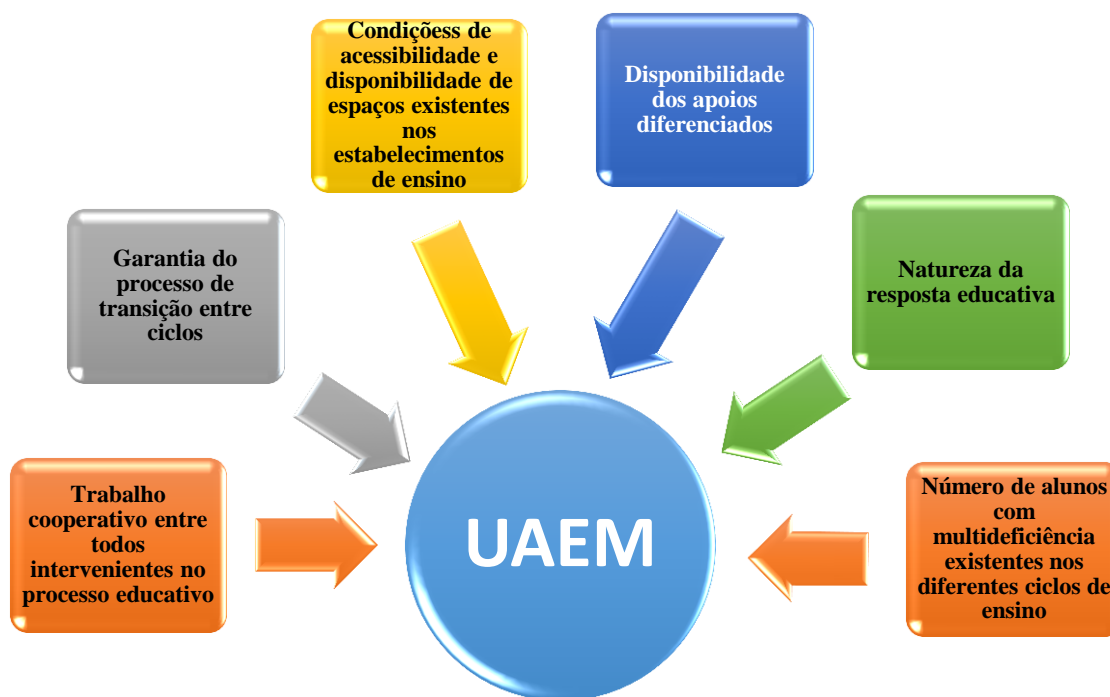 Condiçõess de
acessibilidade e
disponibilidade de
espaços existentes
nos
estabelecimentos
de ensino
Disponibilidade
dos apoios
diferenciados
Garantia do
processo de
transição entre
ciclos
Natureza da
resposta educativa
Trabalho
cooperativo entre
todos
intervenientes no
processo educativo
UAEM
Número de alunos
com
multideficiência
existentes nos
diferentes ciclos de
ensino